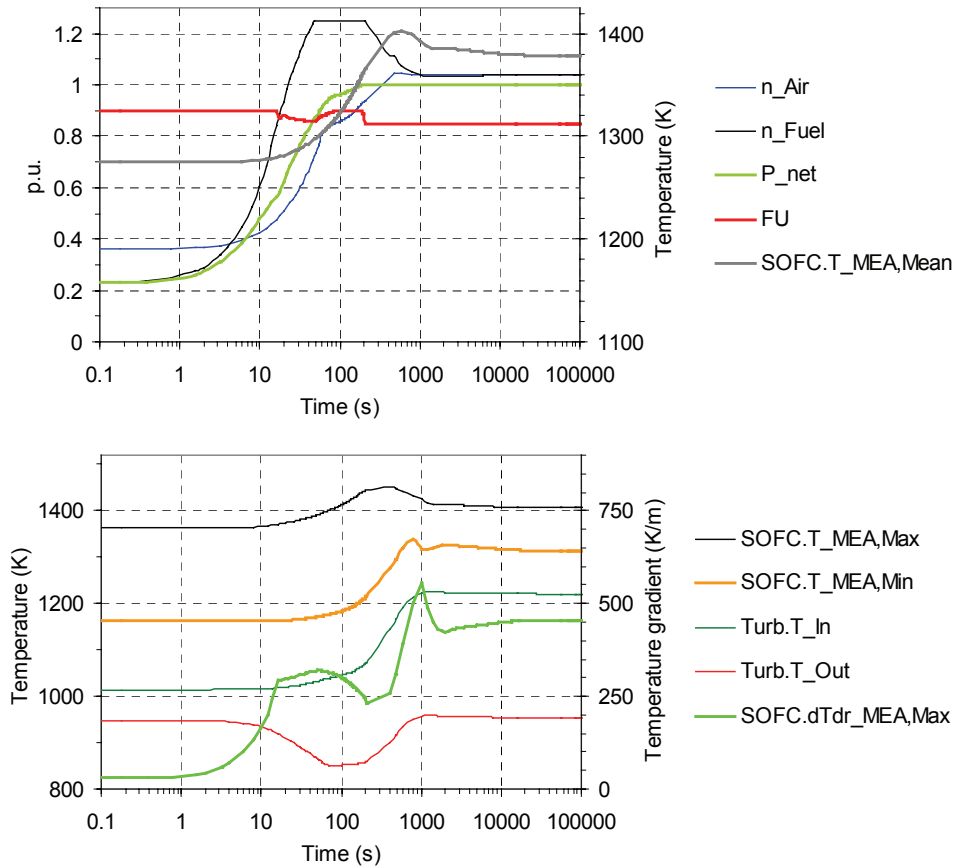 1.2
1
0.8
0.6
0.4
0.2
0
p.u.
1400
1300
1200
1100
Temperature (K)
0.1 1 10 100 1000 10000 100000
Time (s)
n_Air
n_Fuel
P_net
FU
SOFC.T_MEA,Mean
1400
1200
1000
800
Temperature (K)
750
500
250
0
Temperature gradient (K/m)
0.1 1 10 100 1000 10000 100000
Time (s)
SOFC.T_MEA,Max
SOFC.T_MEA,Min
Turb.T_In
Turb.T_Out
SOFC.dTdr_MEA,Max